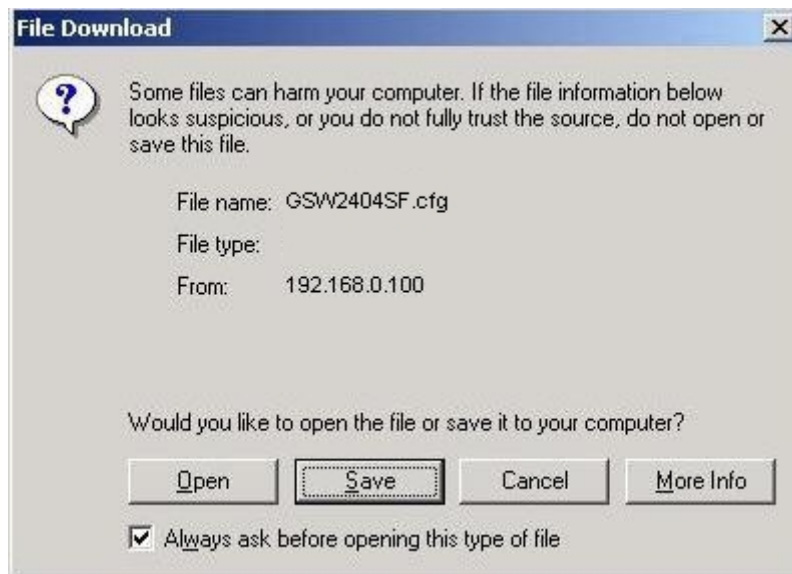 File Download
Some files can harm your computer. If the file information below
looks suspicious, or you do not fully trust the source, do not open or
save this file.
File name: GSW2404SF.cfg
File type:
From: 192.168.0.100
Would you like to open the file or save it to your computer?
Open Save Cancel More Info
Always ask before opening this type of file